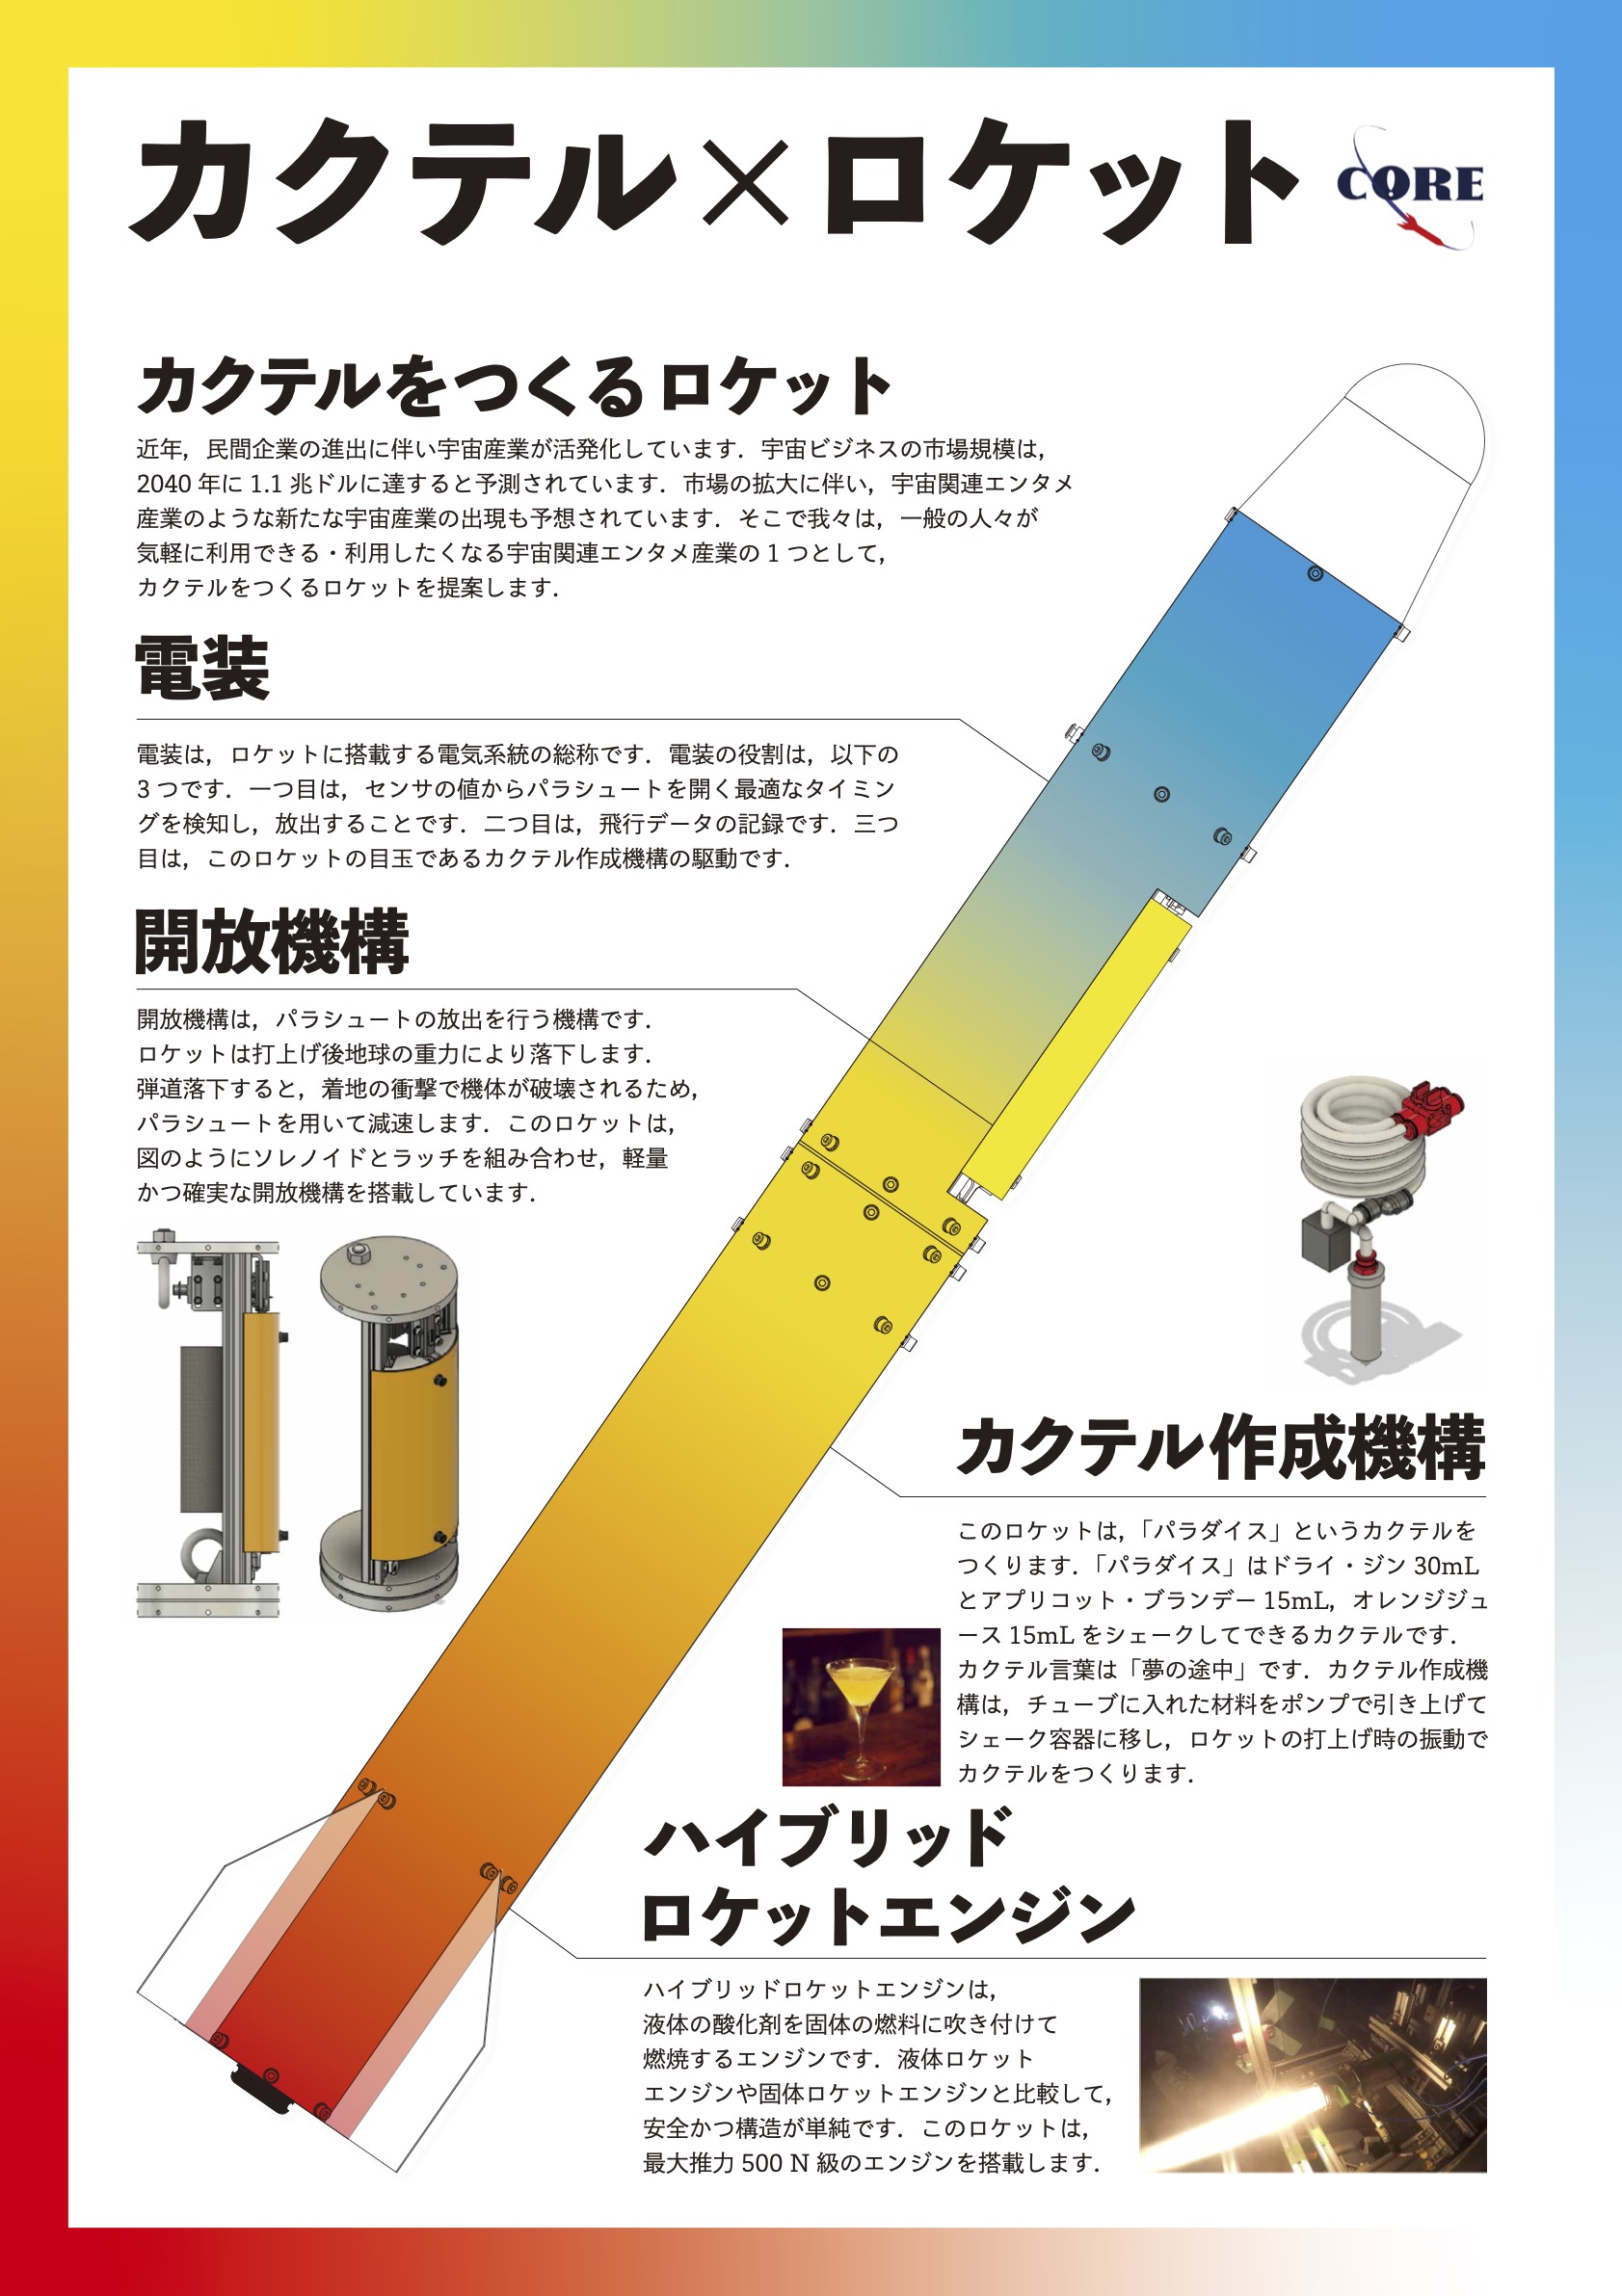 カクテル×ロケット
CORE
カクテルをつくるロケット
近年，民間企業の進出に伴い宇宙産業が活発化しています．宇宙ビジネスの市場規模は，
2040 年に 1.1 兆ドルに達すると予測されています．市場の拡大に伴い，宇宙関連エンタメ
産業のような新たな宇宙産業の出現も予想されています．そこで我々は，一般の人々が
気軽に利用できる・利用したくなる宇宙関連エンタメ産業の 1 つとして，
カクテルをつくるロケットを提案します．
電装
電装は，ロケットに搭載する電気系統の総称です．電装の役割は，以下の
3 つです．一つ目は，センサの値からパラシュートを開く最適なタイミン
グを検知し，放出することです．二つ目は，飛行データの記録です．三つ
目は，このロケットの目玉であるカクテル作成機構の駆動です．
開放機構
開放機構は，パラシュートの放出を行う機構です．
ロケットは打上げ後地球の重力により落下します．
弾道落下すると，着地の衝撃で機体が破壊されるため，
パラシュートを用いて減速します．このロケットは，
図のようにソレノイドとラッチを組み合わせ，軽量
かつ確実な開放機構を搭載しています．
カクテル作成機構
このロケットは，「パラダイス」というカクテルを
つくります．「パラダイス」はドライ・ジン 30mL
とアプリコット・ブランデー 15mL，オレンジジュ
ース 15mL をシェークしてできるカクテルです．
カクテル言葉は「夢の途中」です．カクテル作成機
構は，チューブに入れた材料をポンプで引き上げて
シェーク容器に移し，ロケットの打上げ時の振動で
カクテルをつくります．
ハイブリッド
ロケットエンジン
ハイブリッドロケットエンジンは，
液体の酸化剤を固体の燃料に吹き付けて
燃焼するエンジンです．液体ロケット
エンジンや固体ロケットエンジンと比較して，
安全かつ構造が単純です．このロケットは，
最大推力 500 N 級のエンジンを搭載します．